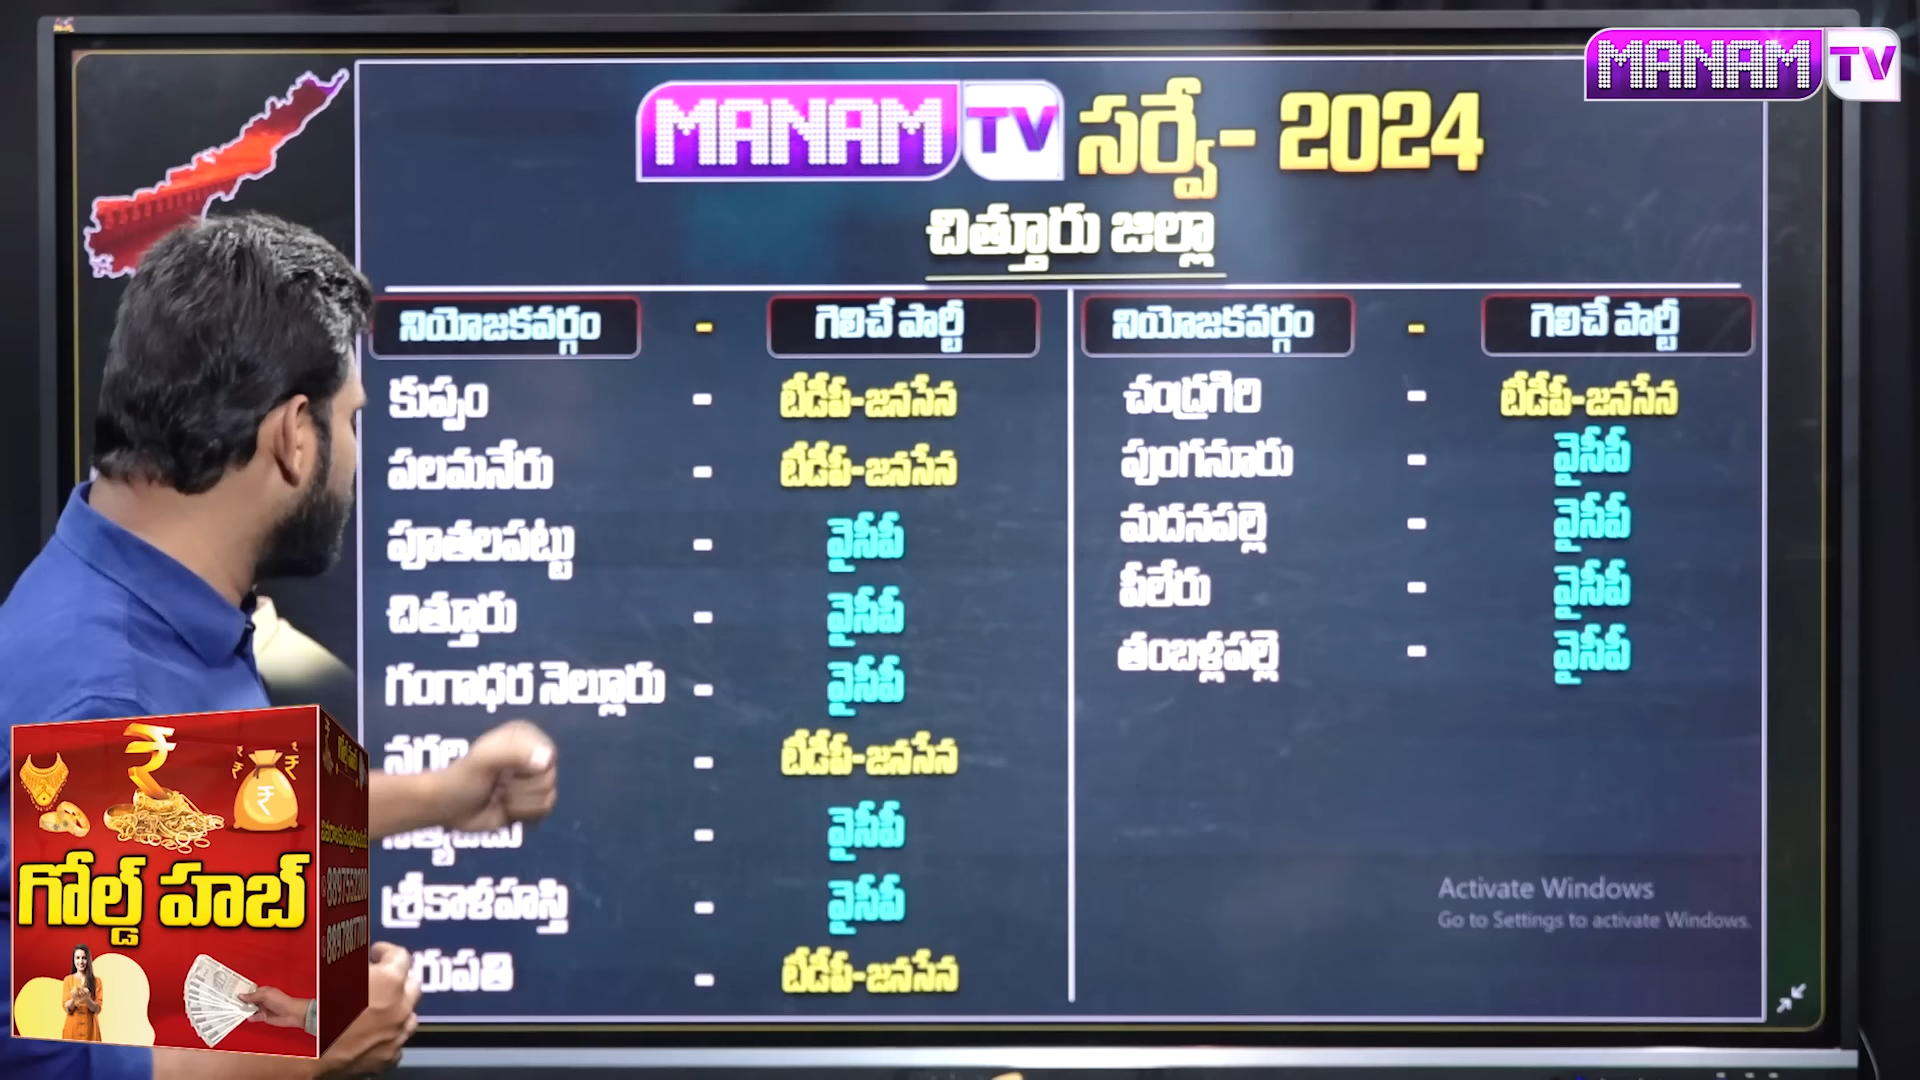 MANAM TV
MANAM TV సర్వే- 2024
చిత్తూరు జిల్లా
నియోజకవర్గం - గెలిచే పార్టీ
కుప్పం - టీడీపీ-జనసేన
పలమనేరు - టీడీపీ-జనసేన
పూతలపట్టు - వైసీపీ
చిత్తూరు - వైసీపీ
గంగాధర నెల్లూరు - వైసీపీ
- టీడీపీ-జనసేన
- వైసీపీ
శ్రీకాళహస్తి - వైసీపీ
- టీడీపీ-జనసేన
నియోజకవర్గం - గెలిచే పార్టీ
చంద్రగిరి - టీడీపీ-జనసేన
పుంగనూరు - వైసీపీ
మదనపల్లె - వైసీపీ
పీలేరు - వైసీపీ
తంబళ్లపల్లె - వైసీపీ
Activate Windows
Go to Settings to activate Windows.
గోల్డ్ హబ్